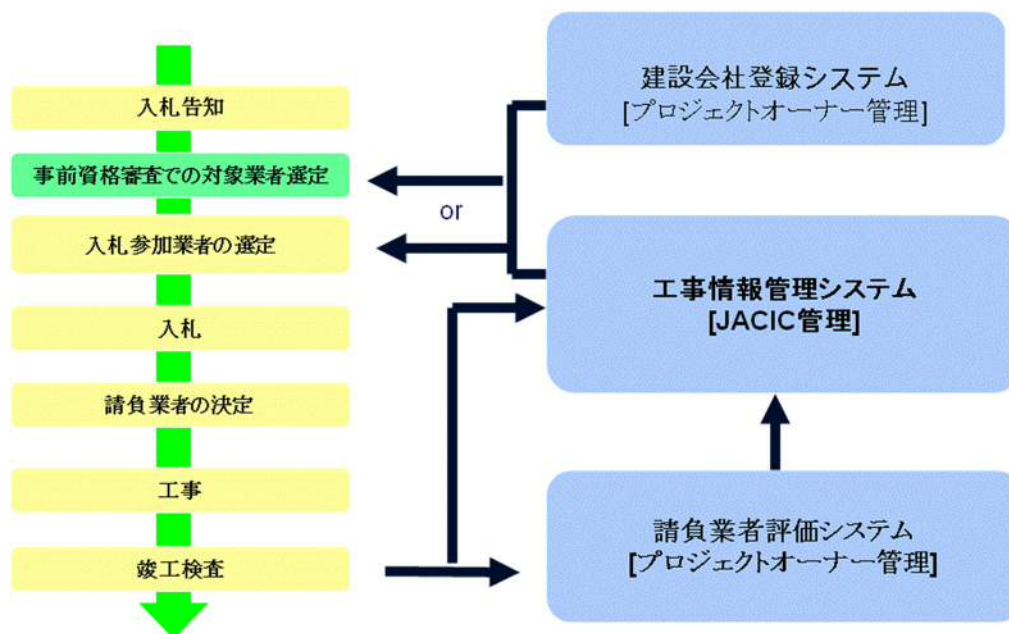 入札告知
事前資格審査での対象業者選定
入札参加業者の選定
入札
請負業者の決定
工事
竣工検査
or
建設会社登録システム
[プロジェクトオーナー管理]
工事情報管理システム
[JACIC管理]
請負業者評価システム
[プロジェクトオーナー管理]